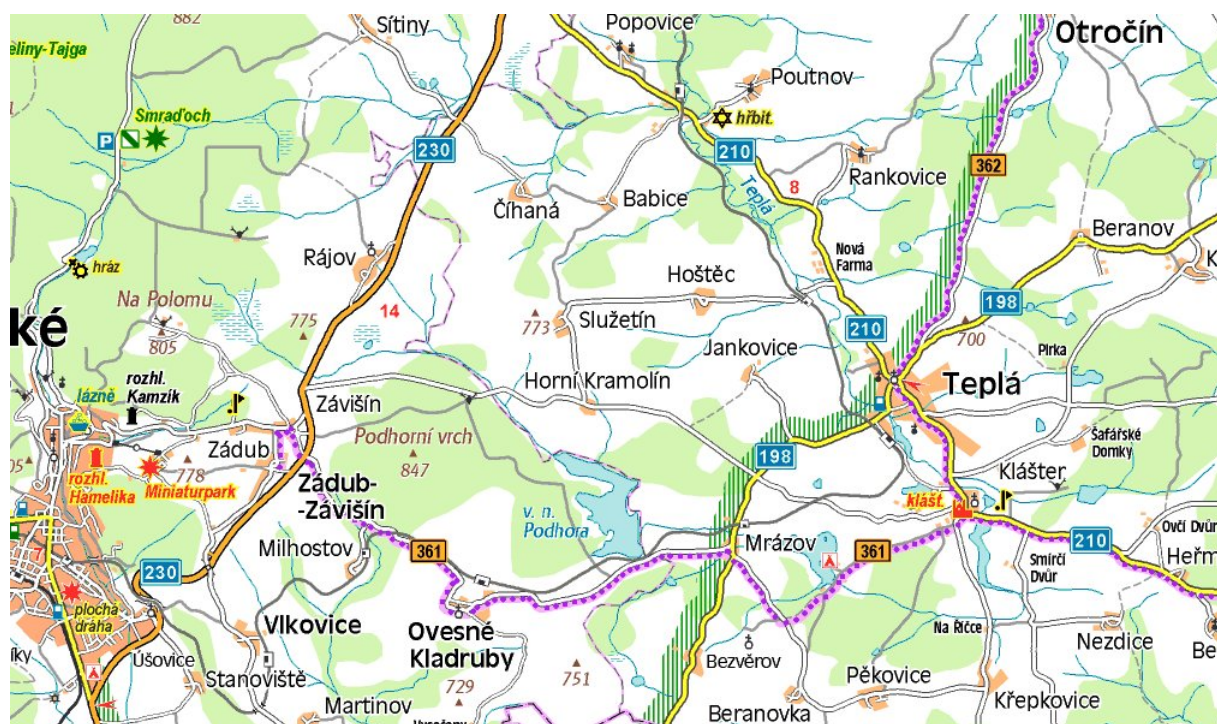 882
eliny-Tajga
Sítiny
Popovice
Otročín
Poutnov
Smraďoch
P
hřbit.
230
210
362
8
Rankovice
Teplá
Číhaná
Babice
Beranov
Rájov
Nová
Farma
hráz
Hoštěc
198
Na Polomu
775
14
773
Služetín
210
700
ké
805
Jankovice
Pirka
rozhl.
Kamzík
lázně
Závišín
Horní Kramolín
Teplá
Podhorní vrch
847
Šafářské
Domky
Zádub
778
198
Klášter
rozhl.
Hamelika
Miniaturpark
Zádub-
-Závišín
v. n.
Podhora
klášt.
Milhostov
361
Mrázov
361
210
Ovčí Dvůr
7
230
Smírčí
Dvůr
Heřm
plochá
dráha
Vlkovice
Ovesné
Kladruby
Na Říčce
Nezdice
Be
Úšovice
Stanoviště
Bezvěrov
751
Pěkovice
729
Křepkovice
Martinov
Beranovka